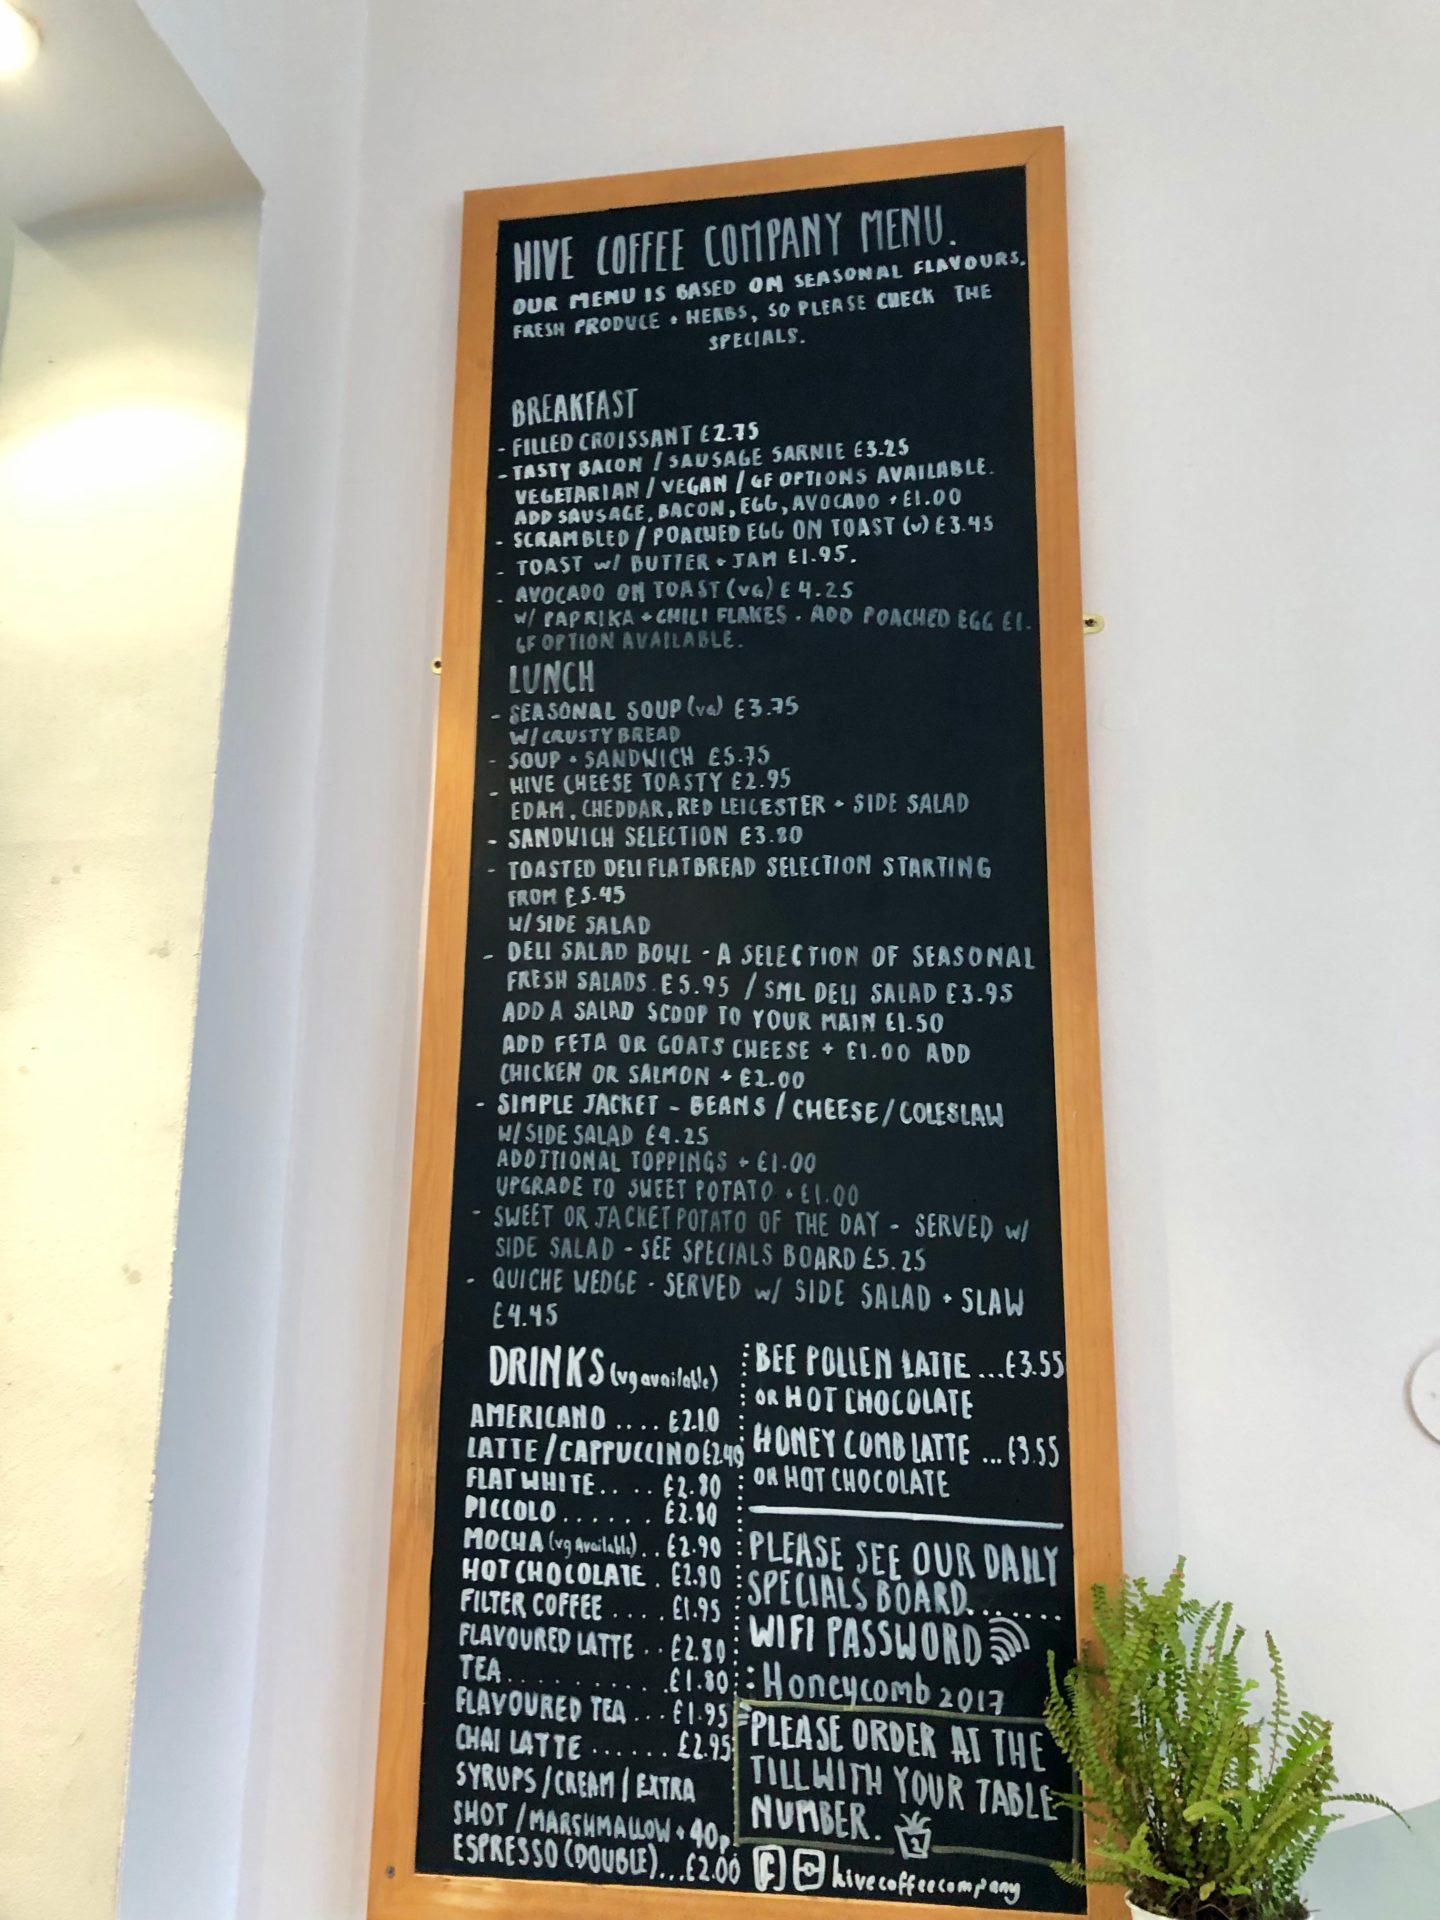 HIVE COFFEE COMPANY MENU.
OUR MENU IS BASED ON SEASONAL FLAVOURS.
FRESH PRODUCE + HERBS, SO PLEASE CHECK THE
SPECIALS.
BREAKFAST
- FILLED CROISSANT £2.75
- TASTY BACON / SAUSAGE SARNIE £3.25
VEGETARIAN / VEGAN / GF OPTIONS AVAILABLE.
ADD SAUSAGE, BACON, EGG, AVOCADO + £1.00
- SCRAMBLED / POACHED EGG ON TOAST (v) £3.45
- TOAST w/ BUTTER + JAM £1.95.
- AVOCADO ON TOAST (VG) £4.25
W/ PAPRIKA + CHILI FLAKES - ADD POACHED EGG £1.
GF OPTION AVAILABLE.
LUNCH
- SEASONAL SOUP (VG) £3.75
W/ CRUSTY BREAD
- SOUP + SANDWICH £5.75
- HIVE CHEESE TOASTY £2.95
EDAM, CHEDDAR, RED LEICESTER + SIDE SALAD
- SANDWICH SELECTION £3.80
- TOASTED DELI FLATBREAD SELECTION STARTING
FROM £5.45
W/ SIDE SALAD
- DELI SALAD BOWL - A SELECTION OF SEASONAL
FRESH SALADS £5.95 / SML DELI SALAD £3.95
ADD A SALAD SCOOP TO YOUR MAIN £1.50
ADD FETA OR GOATS CHEESE + £1.00 ADD
CHICKEN OR SALMON + £2.00
- SIMPLE JACKET - BEANS / CHEESE / COLESLAW
W/ SIDE SALAD £4.25
ADDITIONAL TOPPINGS + £1.00
UPGRADE TO SWEET POTATO + £1.00
- SWEET OR JACKET POTATO OF THE DAY - SERVED w/
SIDE SALAD - SEE SPECIALS BOARD £5.25
- QUICHE WEDGE - SERVED w/ SIDE SALAD + SLAW
£4.45
DRINKS (vg available)
AMERICANO .... £2.10
LATTE / CAPPUCCINO £2.40
FLAT WHITE.. .. £2.80
PICCOLO ...... £2.80
MOCHA (vg Available) .. £2.90
HOT CHOCOLATE . £2.80
FILTER COFFEE .... £1.95
FLAVOURED LATTE .. £2.80
TEA .......... £1.80
FLAVOURED TEA ... £1.95
CHAI LATTE ...... £2.95
SYRUPS / CREAM / EXTRA
SHOT / MARSHMALLOW + 40p
ESPRESSO (DOUBLE)...£2.00
BEE POLLEN LATTE ...£3.55
OR HOT CHOCOLATE
HONEY COMB LATTE ...£3.55
OR HOT CHOCOLATE
PLEASE SEE OUR DAILY
SPECIALS BOARD.......
WIFI PASSWORD
: Honeycomb 2017
PLEASE ORDER AT THE
TILL WITH YOUR TABLE
NUMBER.
2
f hivecoffeecompany